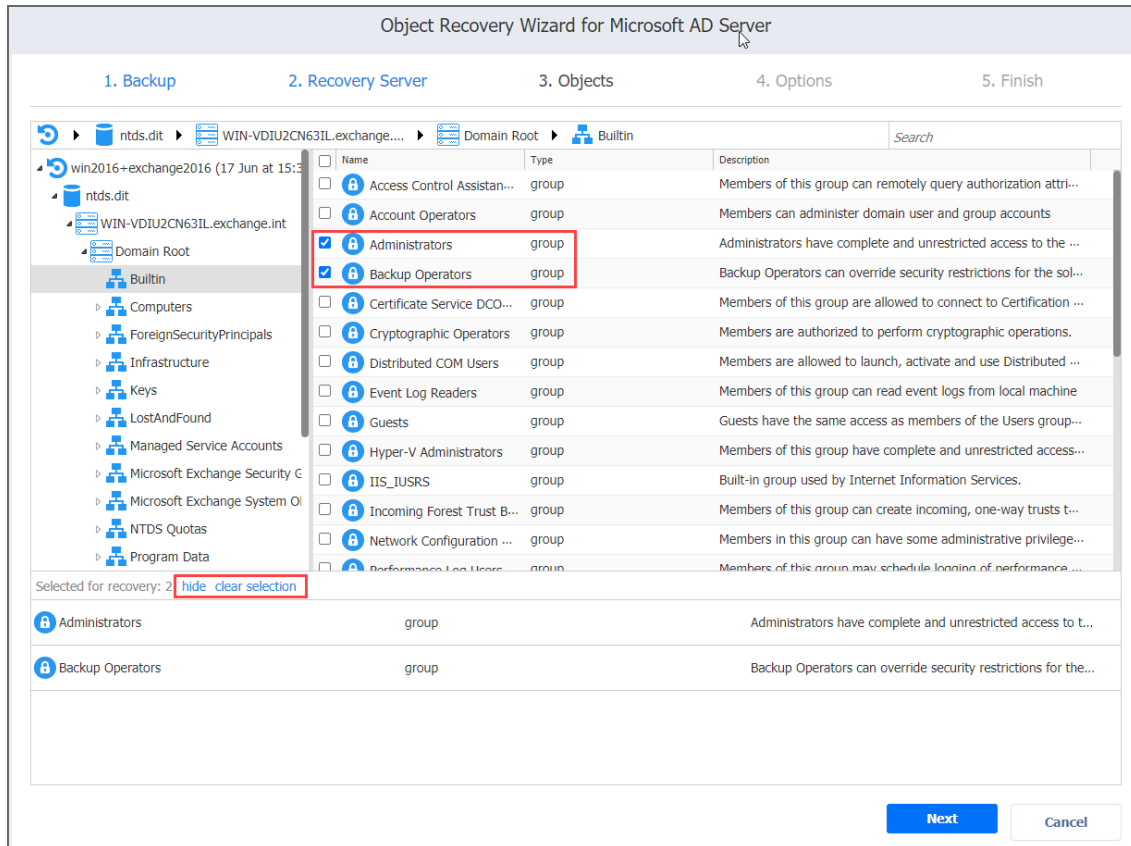 Object Recovery Wizard for Microsoft AD Server
1. Backup 2. Recovery Server 3. Objects 4. Options 5. Finish
ntds.dit WIN-VDIU2CN63IL.exchange.... Domain Root Builtin Search
win2016+exchange2016 (17 Jun at 15:3
ntds.dit
WIN-VDIU2CN63IL.exchange.int
Domain Root
Builtin
Computers
ForeignSecurityPrincipals
Infrastructure
Keys
LostAndFound
Managed Service Accounts
Microsoft Exchange Security G
Microsoft Exchange System Ol
NTDS Quotas
Program Data
Name Type Description
Access Control Assistan... group Members of this group can remotely query authorization attri...
Account Operators group Members can administer domain user and group accounts
Administrators group Administrators have complete and unrestricted access to the ...
Backup Operators group Backup Operators can override security restrictions for the sol...
Certificate Service DCO... group Members of this group are allowed to connect to Certification ...
Cryptographic Operators group Members are authorized to perform cryptographic operations.
Distributed COM Users group Members are allowed to launch, activate and use Distributed ...
Event Log Readers group Members of this group can read event logs from local machine
Guests group Guests have the same access as members of the Users group...
Hyper-V Administrators group Members of this group have complete and unrestricted access...
IIS_IUSRS group Built-in group used by Internet Information Services.
Incoming Forest Trust B... group Members of this group can create incoming, one-way trusts t...
Network Configuration ... group Members in this group can have some administrative privilege...
Performance Log Users group Members of this group may schedule logging of performance ...
Selected for recovery: 2 hide clear selection
Administrators group Administrators have complete and unrestricted access to t...
Backup Operators group Backup Operators can override security restrictions for the...
Next Cancel